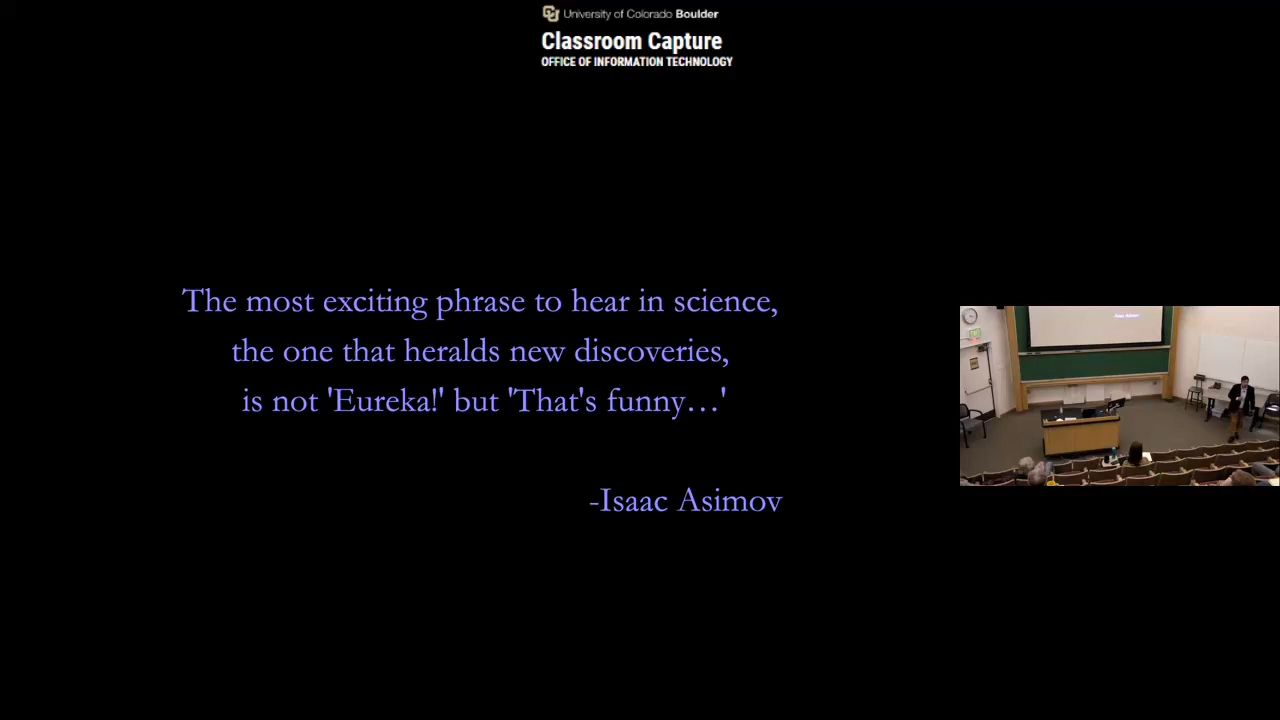 University of Colorado Boulder
Classroom Capture
OFFICE OF INFORMATION TECHNOLOGY
The most exciting phrase to hear in science,
the one that heralds new discoveries,
is not 'Eureka!' but 'That's funny…'
-Isaac Asimov